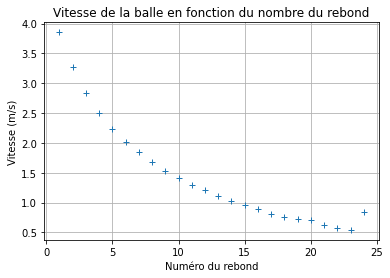 Vitesse de la balle en fonction du nombre du rebond
4.0
3.5
3.0
2.5
2.0
1.5
1.0
0.5
Vitesse (m/s)
0 5 10 15 20 25
Numéro du rebond